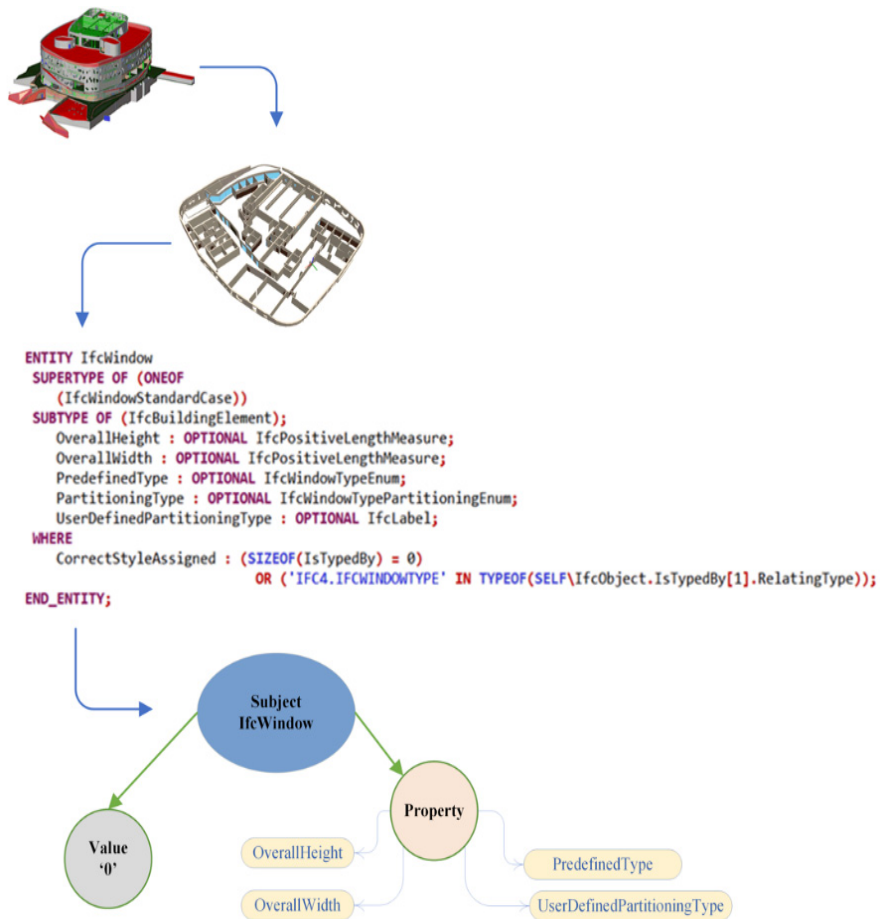 ENTITY IfcWindow
SUPERTYPE OF (ONEOF
(IfcWindowStandardCase))
SUBTYPE OF (IfcBuildingElement);
OverallHeight : OPTIONAL IfcPositiveLengthMeasure;
OverallWidth : OPTIONAL IfcPositiveLengthMeasure;
PredefinedType : OPTIONAL IfcWindowTypeEnum;
PartitioningType : OPTIONAL IfcWindowTypePartitioningEnum;
UserDefinedPartitioningType : OPTIONAL IfcLabel;
WHERE
CorrectStyleAssigned : (SIZEOF(IsTypedBy) = 0)
OR ('IFC4.IFCWINDOWTYPE' IN TYPEOF(SELF\IfcObject.IsTypedBy[1].RelatingType));
END_ENTITY;
Subject
IfcWindow
Property
Value
‘0’
OverallHeight
PredefinedType
OverallWidth
UserDefinedPartitioningType